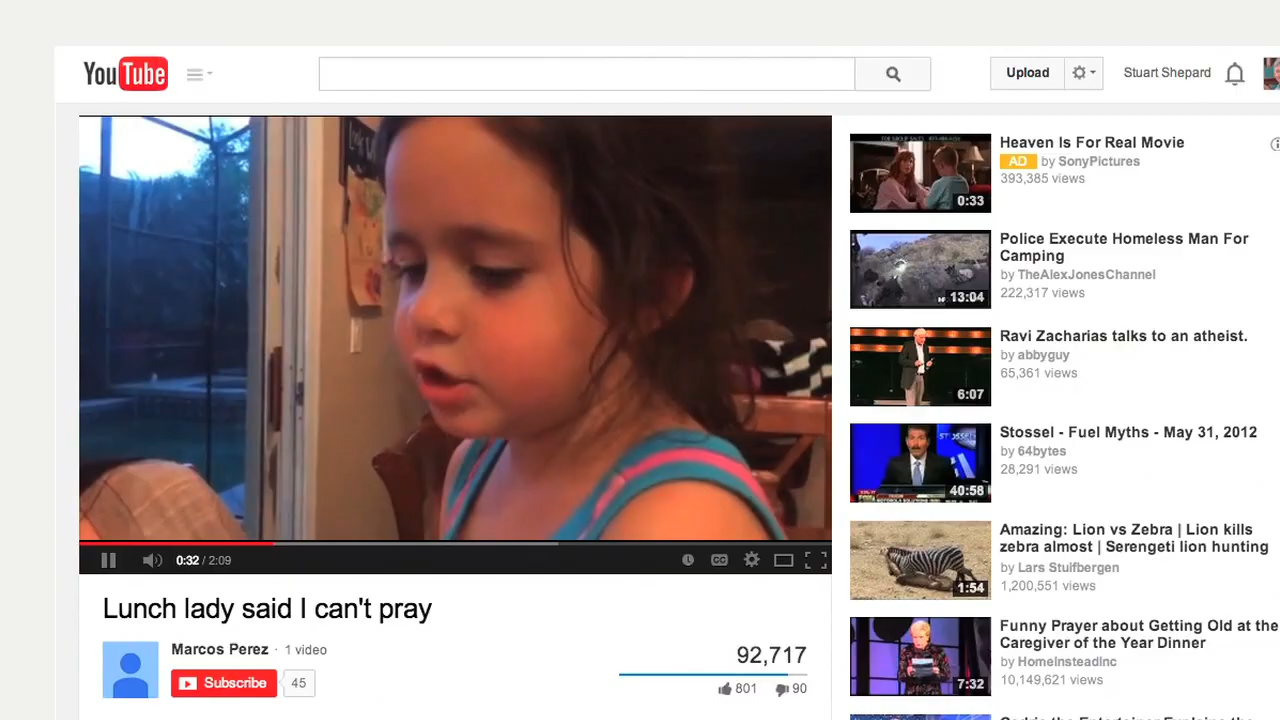 YouTube
Upload
Stuart Shepard
0:32 / 2:09
CC
Lunch lady said I can't pray
Marcos Perez · 1 video
Subscribe
45
92,717
801
90
0:33
Heaven Is For Real Movie
AD by SonyPictures
393,385 views
13:04
Police Execute Homeless Man For
Camping
by TheAlexJonesChannel
222,317 views
6:07
Ravi Zacharias talks to an atheist.
by abbyguy
65,361 views
40:58
Stossel - Fuel Myths - May 31, 2012
by 64bytes
28,291 views
1:54
Amazing: Lion vs Zebra | Lion kills
zebra almost | Serengeti lion hunting
by Lars Stuifbergen
1,200,551 views
7:32
Funny Prayer about Getting Old at the
Caregiver of the Year Dinner
by HomeInsteadInc
10,149,621 views